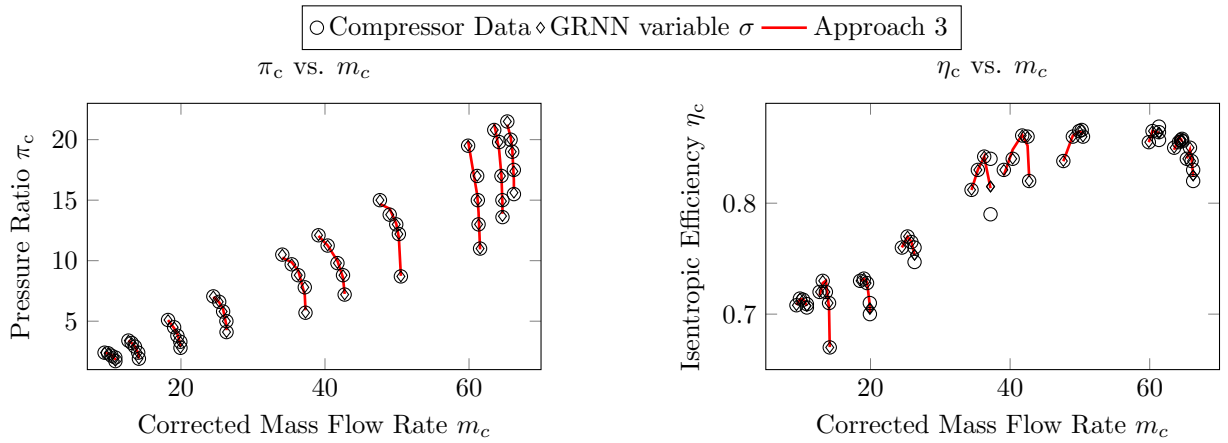 Compressor Data GRNN variable σ Approach 3
π_c vs. m_c
η_c vs. m_c
Pressure Ratio π_c
20
15
10
5
20 40 60
Corrected Mass Flow Rate m_c
Isentropic Efficiency η_c
0.8
0.7
20 40 60
Corrected Mass Flow Rate m_c